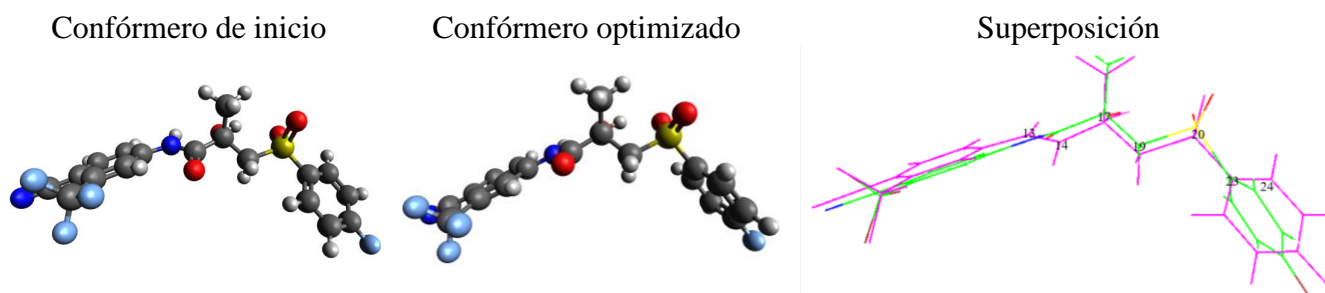 Confórmero de inicio
Confórmero optimizado
Superposición
13
17
20
14
19
23
24